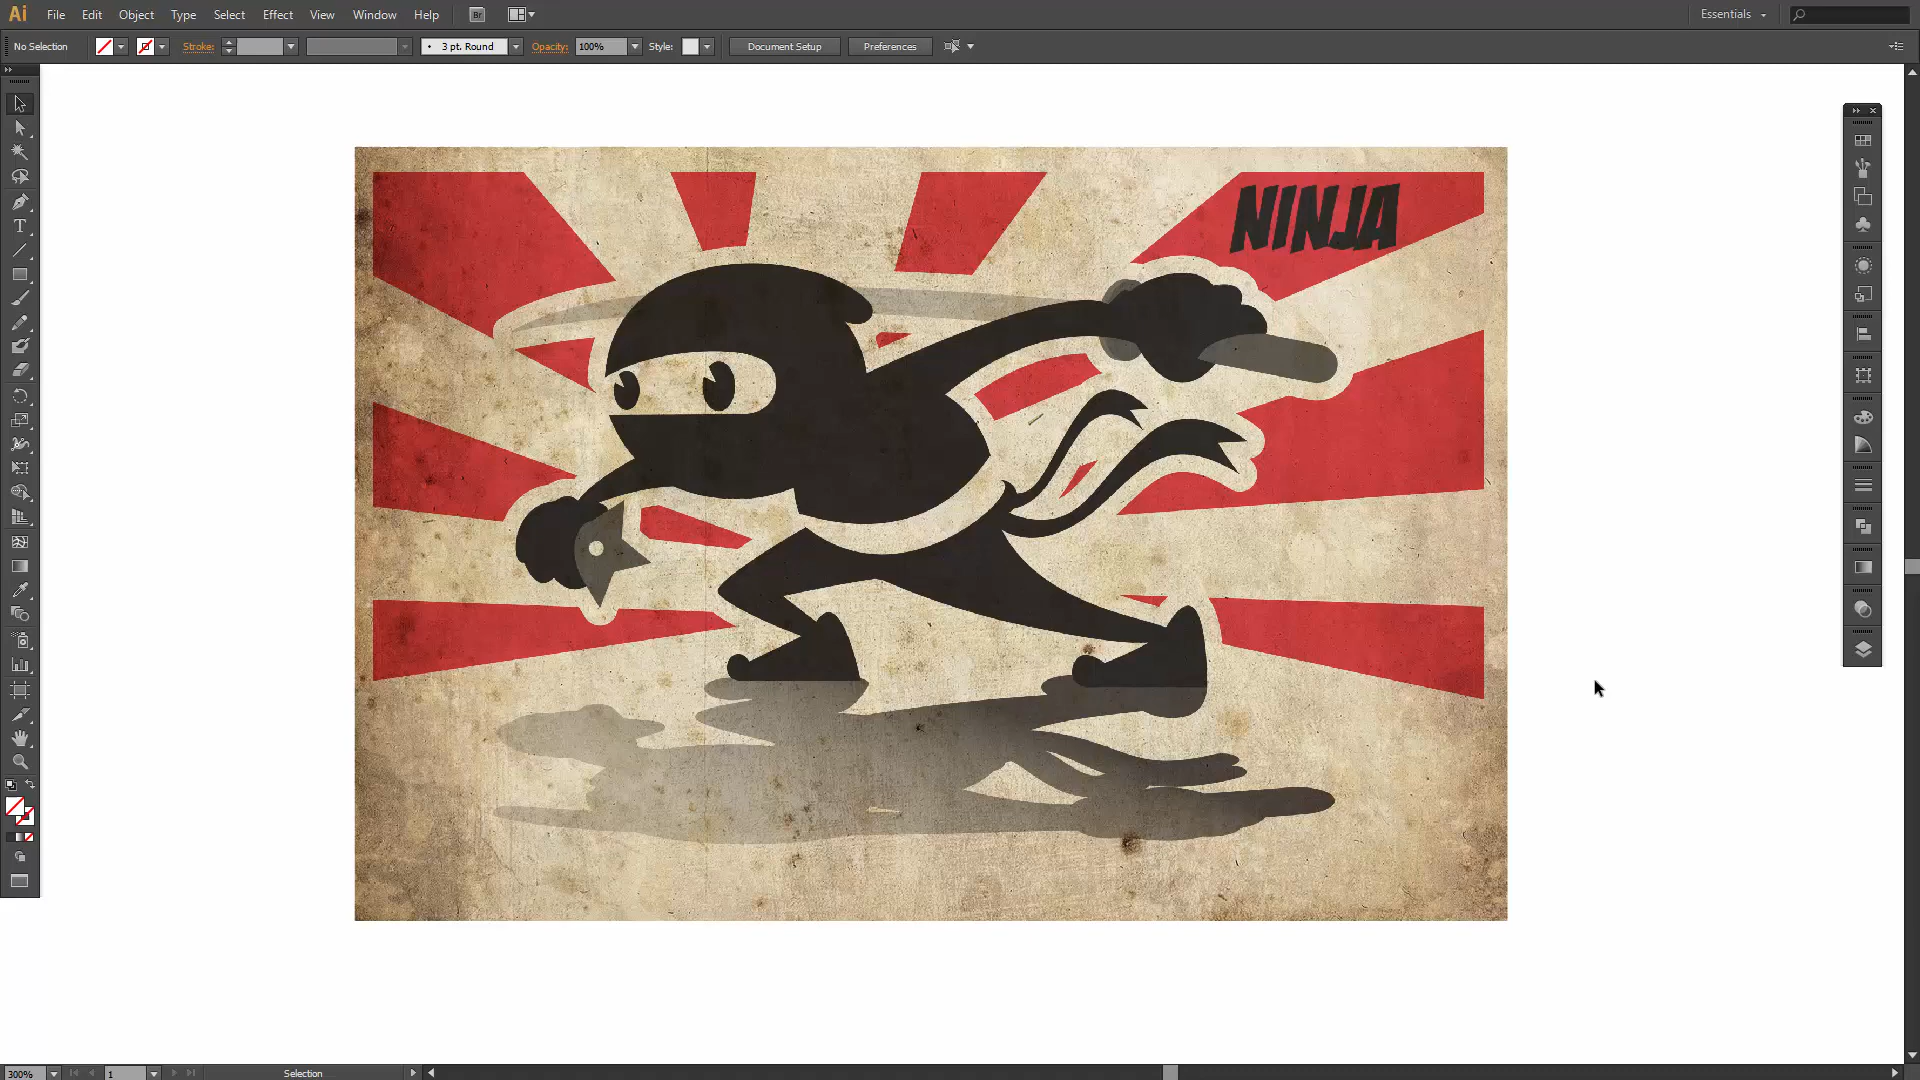 Ai File Edit Object Type Select Effect View Window Help Br Essentials
No Selection Stroke: 3 pt. Round Opacity: 100% Style: Document Setup Preferences
NINJA
300% 1 Selection